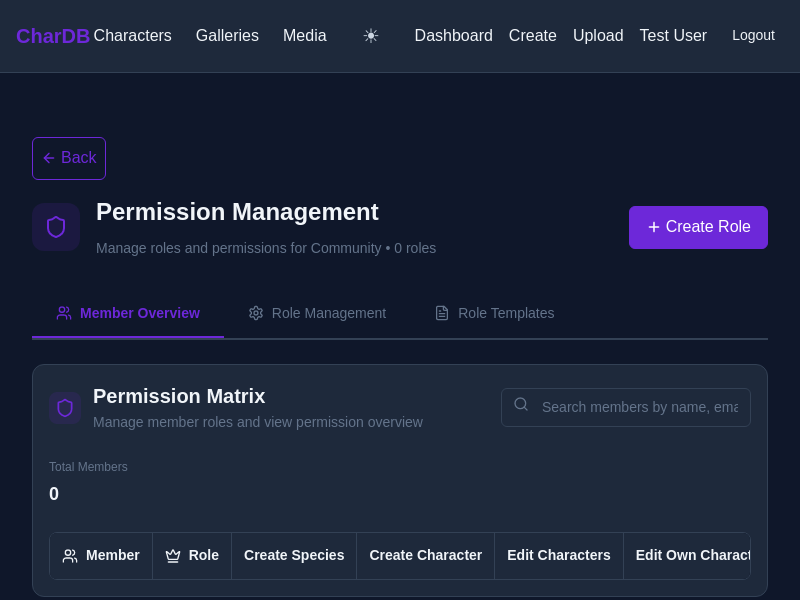 CharDB Characters Galleries Media Dashboard Create Upload Test User Logout
Back
Permission Management
Manage roles and permissions for Community • 0 roles
Create Role
Member Overview Role Management Role Templates
Permission Matrix
Manage member roles and view permission overview
Search members by name, ema
Total Members
0
Member Role Create Species Create Character Edit Characters Edit Own Charact